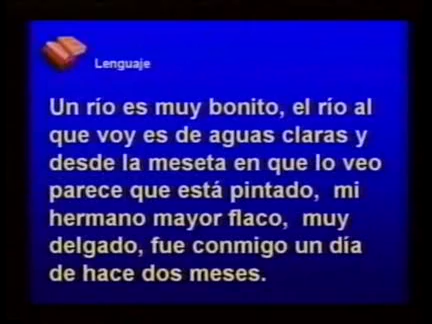 Lenguaje
Un río es muy bonito, el río al
que voy es de aguas claras y
desde la meseta en que lo veo
parece que está pintado, mi
hermano mayor flaco, muy
delgado, fue conmigo un día
de hace dos meses.